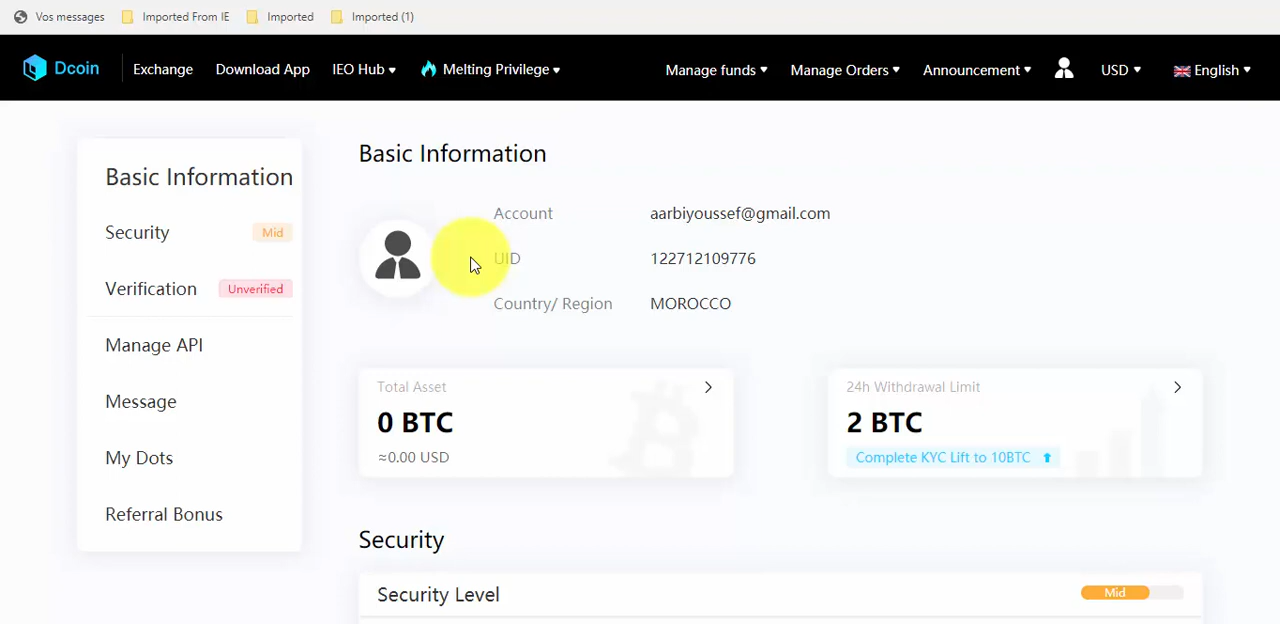 Vos messages Imported From IE Imported Imported (1)
Dcoin Exchange Download App IEO Hub Melting Privilege Manage funds Manage Orders Announcement USD English
Basic Information
Security Mid
Verification Unverified
Manage API
Message
My Dots
Referral Bonus
Basic Information
Account aarbiyoussef@gmail.com
UID 122712109776
Country/ Region MOROCCO
Total Asset
0 BTC
≈0.00 USD
24h Withdrawal Limit
2 BTC
Complete KYC Lift to 10BTC
Security
Security Level Mid